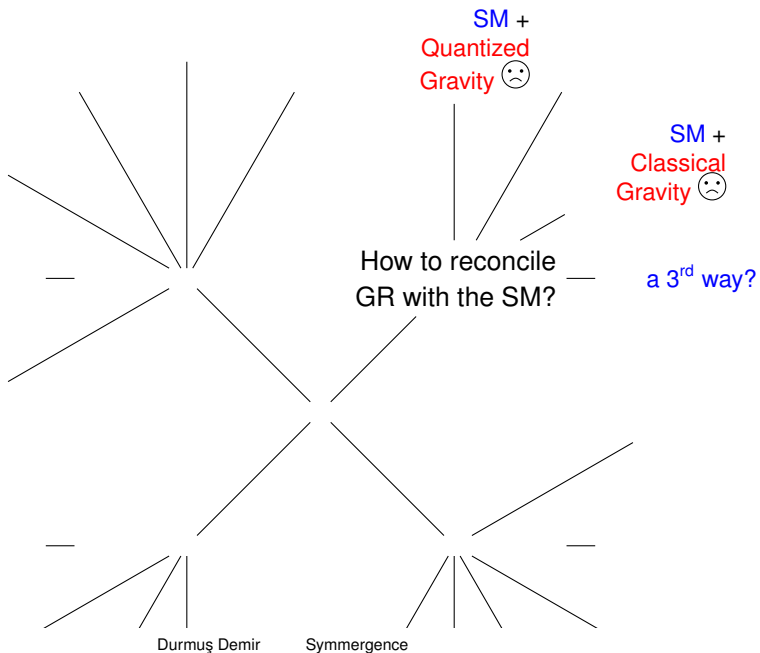 SM +
Quantized
Gravity
SM +
Classical
Gravity
How to reconcile
GR with the SM?
a 3rd way?
Durmuş Demir Symmergence